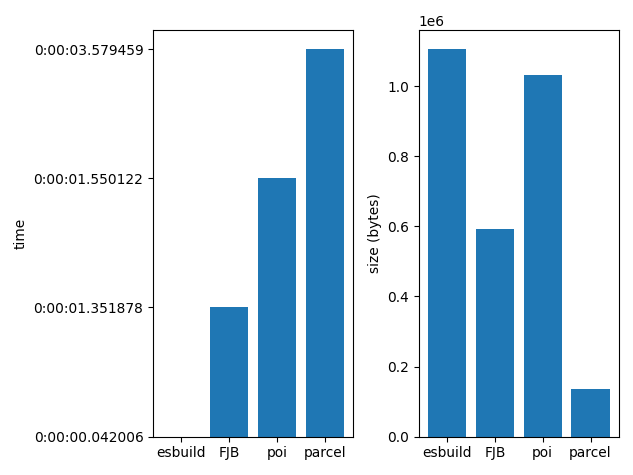 0:00:03.579459
0:00:01.550122
0:00:01.351878
0:00:00.042006
time
esbuild FJB poi parcel
1e6
1.0
0.8
0.6
0.4
0.2
0.0
size (bytes)
esbuild FJB poi parcel